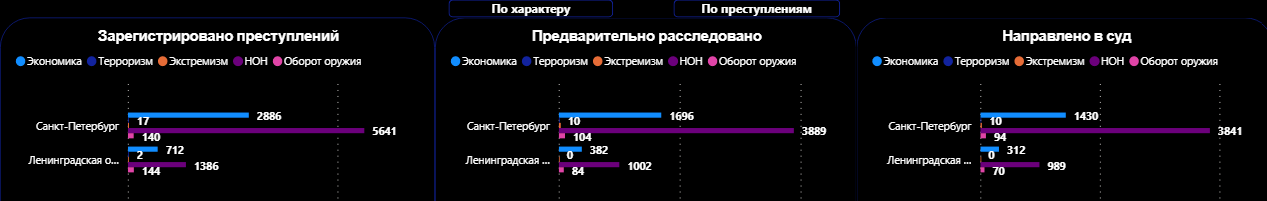 По характеру
По преступлениям
Зарегистрировано преступлений
Экономика Терроризм Экстремизм НОН Оборот оружия
Санкт-Петербург
2886
17
5641
140
Ленинградская о...
712
2
1386
144
Предварительно расследовано
Экономика Терроризм Экстремизм НОН Оборот оружия
Санкт-Петербург
1696
10
3889
104
Ленинградская ...
382
0
1002
84
Направлено в суд
Экономика Терроризм Экстремизм НОН Оборот оружия
Санкт-Петербург
1430
10
3841
94
Ленинградская ...
312
0
989
70